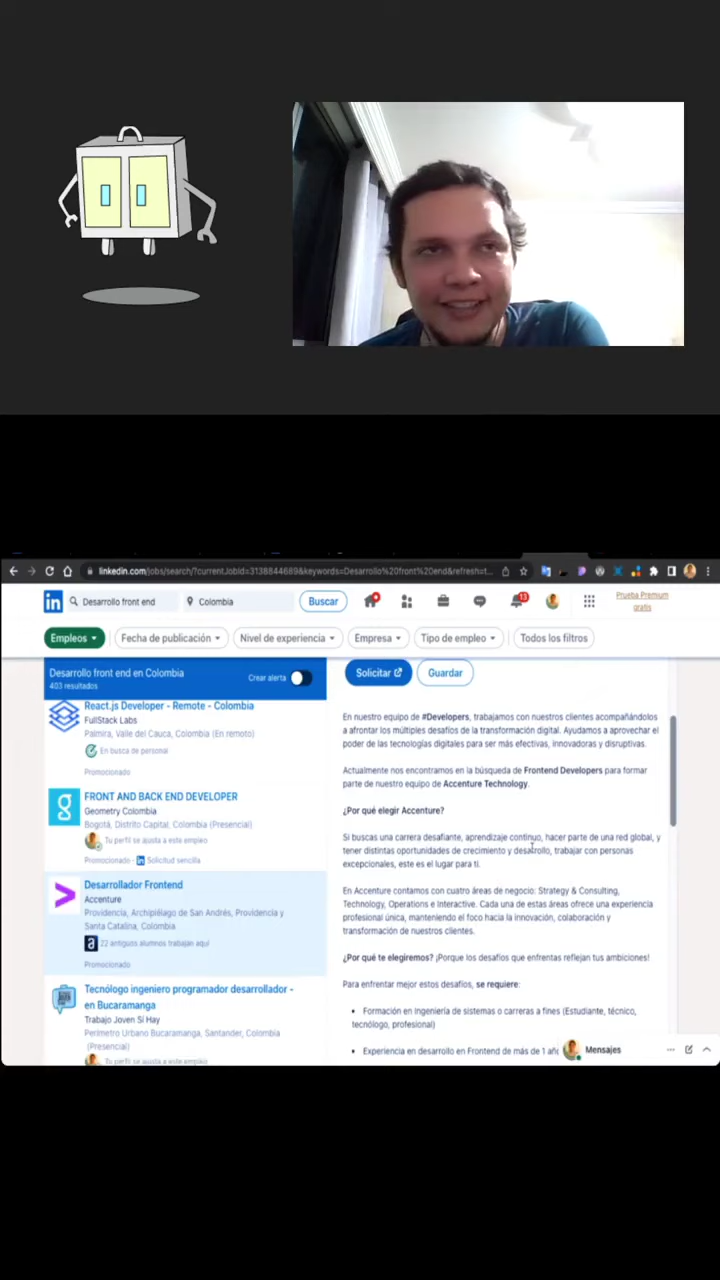 linkedin.com/jobs/search/?currentJobId=3138844689&keywords=Desarrollo%20front%20end&refresh=t...
Desarrollo front end
Colombia
Buscar
13
Prueba Premium
gratis
Empleos
Fecha de publicación
Nivel de experiencia
Empresa
Tipo de empleo
Todos los filtros
Desarrollo front end en Colombia
403 resultados
Crear alerta
React.js Developer - Remote - Colombia
FullStack Labs
Palmira, Valle del Cauca, Colombia (En remoto)
En busca de personal
Promocionado
FRONT AND BACK END DEVELOPER
Geometry Colombia
Bogotá, Distrito Capital, Colombia (Presencial)
Tu perfil se ajusta a este empleo
Promocionado · in Solicitud sencilla
Desarrollador Frontend
Accenture
Providencia, Archipiélago de San Andrés, Providencia y
Santa Catalina, Colombia
22 antiguos alumnos trabajan aquí
Promocionado
Tecnólogo ingeniero programador desarrollador -
en Bucaramanga
Trabajo Joven Sí Hay
Perímetro Urbano Bucaramanga, Santander, Colombia
(Presencial)
Tu perfil se ajusta a este empleo
Solicitar
Guardar
En nuestro equipo de #Developers, trabajamos con nuestros clientes acompañándolos
a afrontar los múltiples desafíos de la transformación digital. Ayudamos a aprovechar el
poder de las tecnologías digitales para ser más efectivas, innovadoras y disruptivas.
Actualmente nos encontramos en la búsqueda de Frontend Developers para formar
parte de nuestro equipo de Accenture Technology.
¿Por qué elegir Accenture?
Si buscas una carrera desafiante, aprendizaje continuo, hacer parte de una red global, y
tener distintas oportunidades de crecimiento y desarrollo, trabajar con personas
excepcionales, este es el lugar para ti.
En Accenture contamos con cuatro áreas de negocio: Strategy & Consulting,
Technology, Operations e Interactive. Cada una de estas áreas ofrece una experiencia
profesional única, manteniendo el foco hacia la innovación, colaboración y
transformación de nuestros clientes.
¿Por qué te elegiremos? ¡Porque los desafíos que enfrentas reflejan tus ambiciones!
Para enfrentar mejor estos desafíos, se requiere:
• Formación en ingeniería de sistemas o carreras a fines (Estudiante, técnico,
tecnólogo, profesional)
• Experiencia en desarrollo en Frontend de más de 1 año
Mensajes